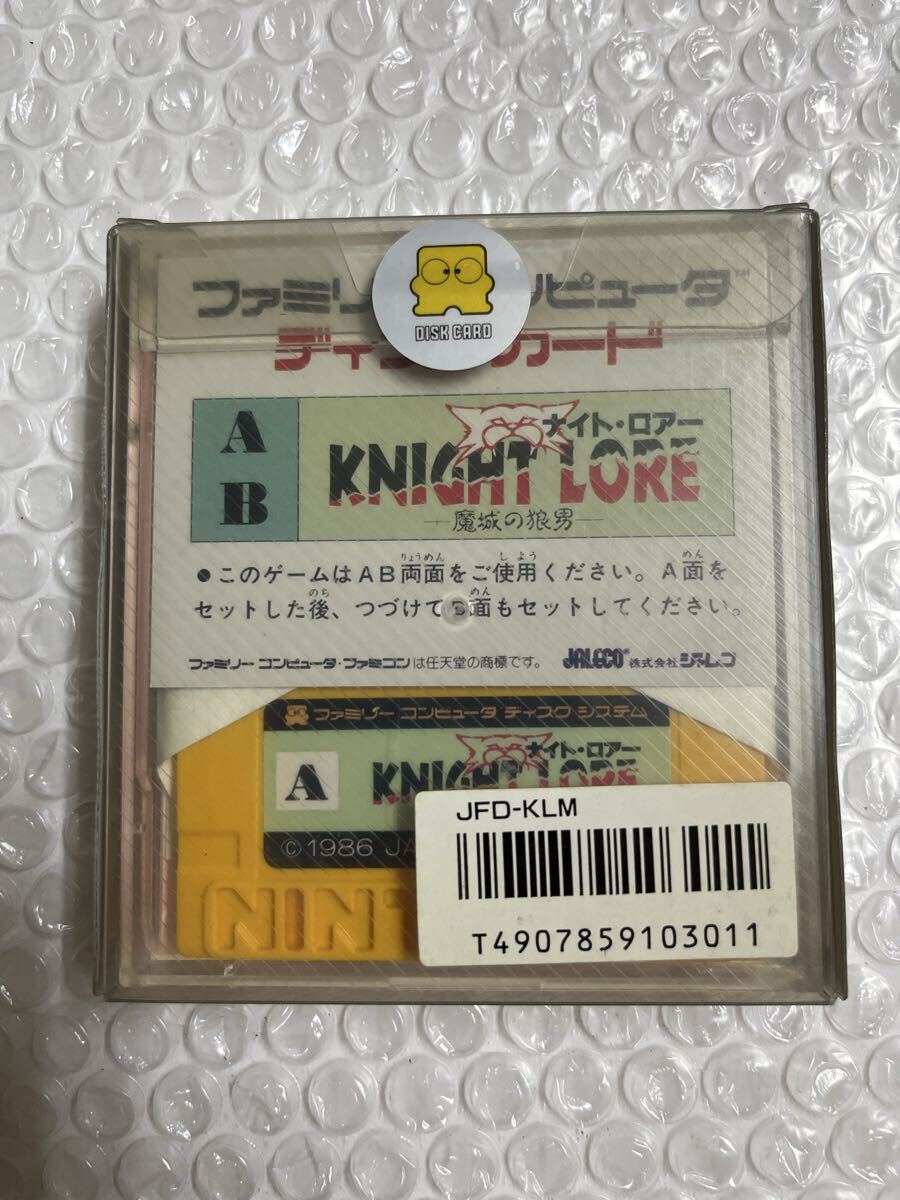 ファミリーコンピュータ™
DISK CARD
ディスクカード
A
B
ナイト・ロアー
KNIGHT LORE
—魔城の狼男—
りょうめん しよう めん
●このゲームはAB両面をご使用ください。A面を
のち めん
セットした後、つづけてB面もセットしてください。
ファミリー コンピュータ・ファミコンは任天堂の商標です。 JALECO® 株式会社ジャレコ
ファミリー コンピュータ ディスク システム
A
ナイト・ロアー
KNIGHT LORE
© 1986 JA
NINT
JFD-KLM
T4907859103011